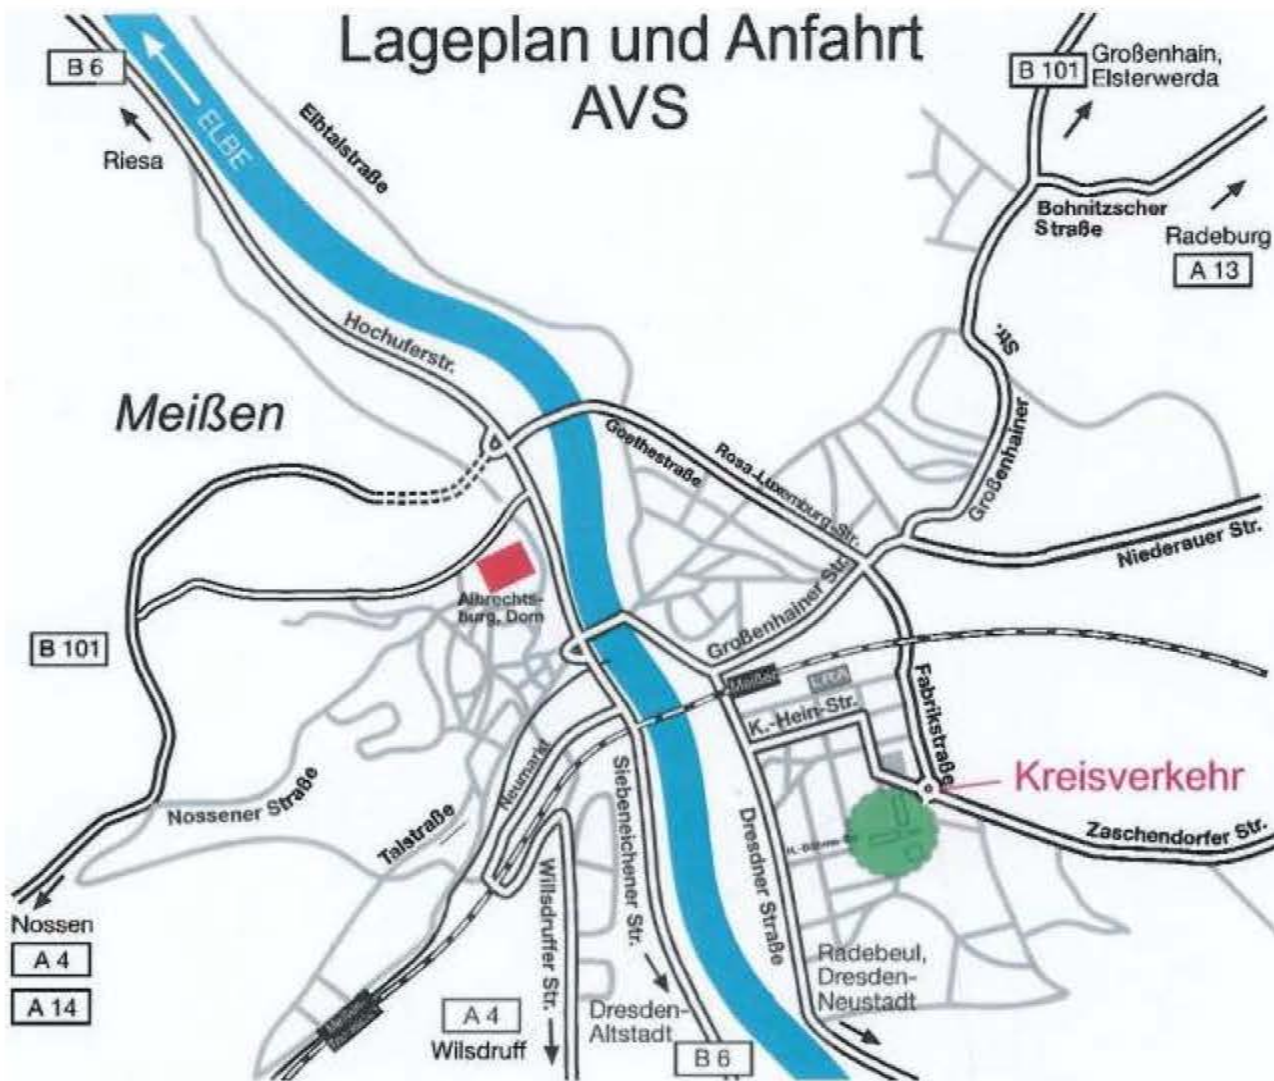 Lageplan und Anfahrt
AVS
B 6
Riesa
ELBE
Elbtalstraße
B 101
Großenhain,
Elsterwerda
Bohnitzscher
Straße
Radeburg
A 13
Hochuferstr.
Meißen
Goethestraße
Rosa-Luxemburg-Str.
Großenhainer
Str.
Niederauer Str.
Albrechts-
burg, Dom
Großenhainer Str.
B 101
Meißen
K.-Hein-Str.
Fabrikstraße
Kreisverkehr
Zaschendorfer Str.
Nossener Straße
Neumarkt
Talstraße
Siebeneichener Str.
Dresdner Straße
Wilsdruffer Str.
Nossen
A 4
A 14
A 4
Wilsdruff
Dresden-
Altstadt
B 6
Radebeul,
Dresden-
Neustadt